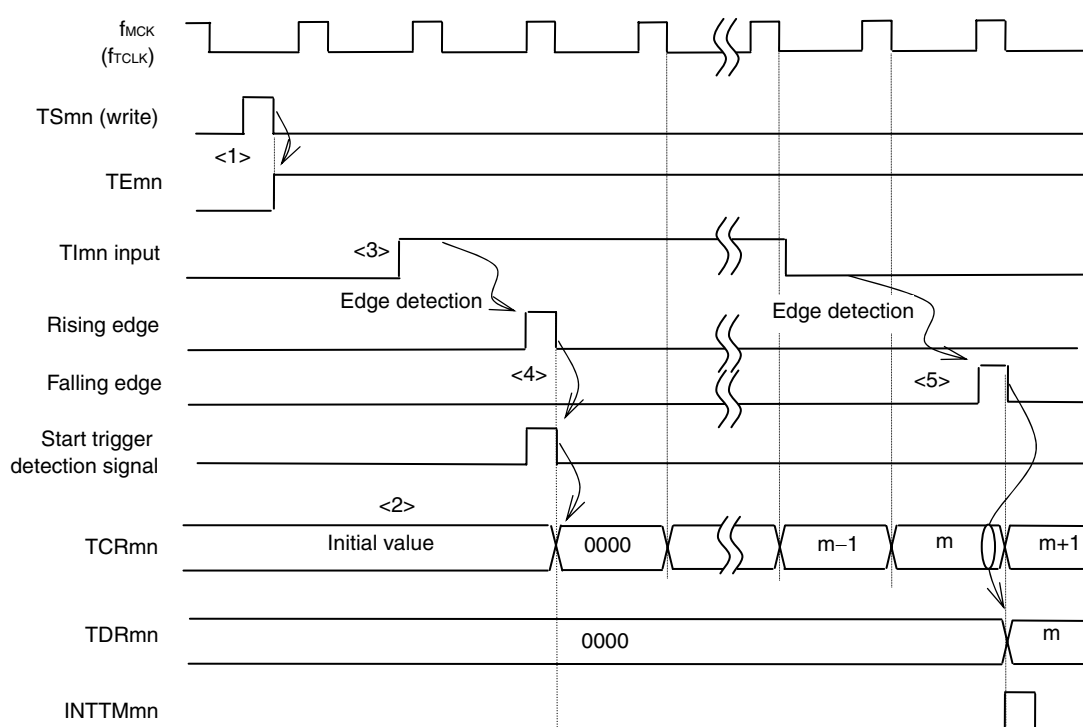 fMCK
(fTCLK)
TSmn (write)
<1>
TEmn
TImn input
<3>
Edge detection
Edge detection
Rising edge
<4>
Falling edge
<5>
Start trigger
detection signal
<2>
TCRmn
Initial value
0000
m−1
m
m+1
TDRmn
0000
m
INTTMmn